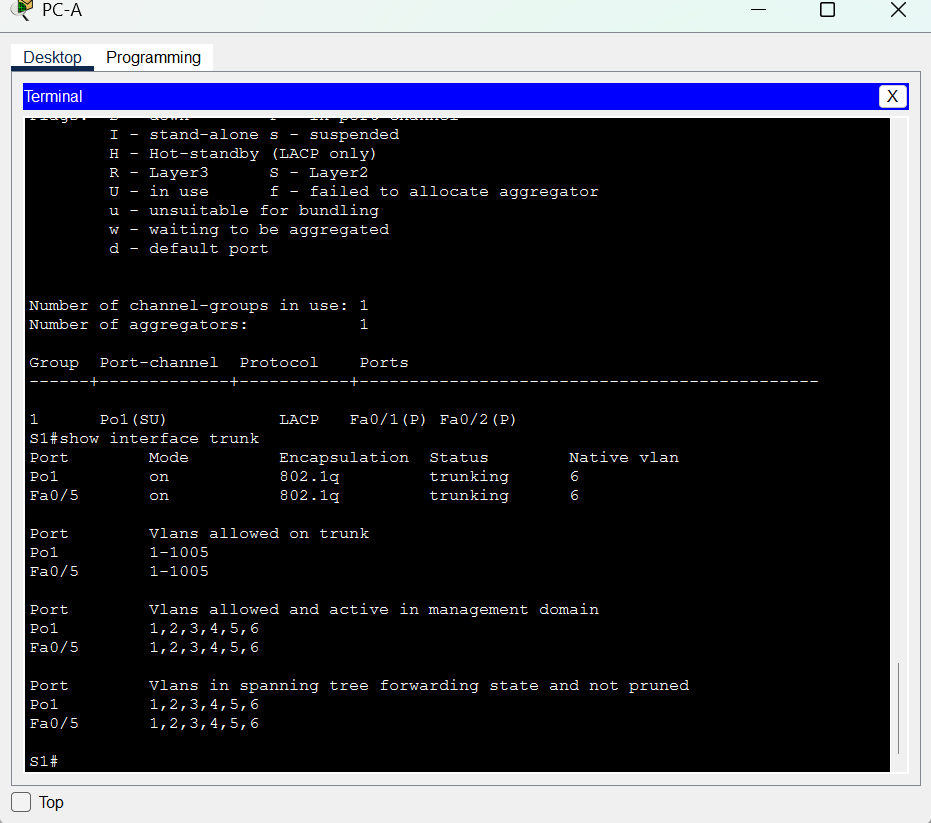 PC-A
Desktop Programming
Terminal X
I - stand-alone s - suspended
H - Hot-standby (LACP only)
R - Layer3 S - Layer2
U - in use f - failed to allocate aggregator
u - unsuitable for bundling
w - waiting to be aggregated
d - default port
Number of channel-groups in use: 1
Number of aggregators: 1
Group Port-channel Protocol Ports
------+-------------+-----------+----------------------------------------------
1 Po1(SU) LACP Fa0/1(P) Fa0/2(P)
S1#show interface trunk
Port Mode Encapsulation Status Native vlan
Po1 on 802.1q trunking 6
Fa0/5 on 802.1q trunking 6
Port Vlans allowed on trunk
Po1 1-1005
Fa0/5 1-1005
Port Vlans allowed and active in management domain
Po1 1,2,3,4,5,6
Fa0/5 1,2,3,4,5,6
Port Vlans in spanning tree forwarding state and not pruned
Po1 1,2,3,4,5,6
Fa0/5 1,2,3,4,5,6
S1#
Top